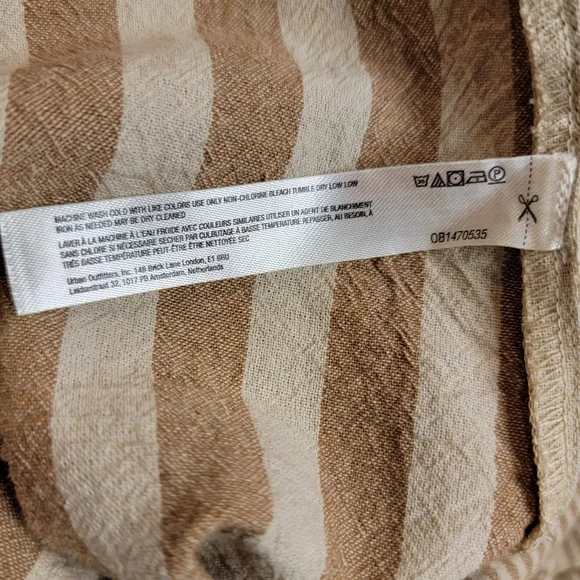 MACHINE WASH COLD WITH LIKE COLORS USE ONLY NON-CHLORINE BLEACH TUMBLE DRY LOW LOW
IRON AS NEEDED MAY BE DRY CLEANED
LAVER À LA MACHINE À L'EAU FROIDE AVEC COULEURS SIMILAIRES UTILISER UN AGENT DE BLANCHIMENT
SANS CHLORE SI NÉCESSAIRE SÉCHER PAR CULBUTAGE À BASSE TEMPERATURE REPASSER, AU BESOIN, À
TRÈS BASSE TEMPÉRATURE PEUT-ÊTRE ÊTRE NETTOYÉE SEC
Urban Outfitters, Inc. 14B Brick Lane London, E1 6RU
Leidsestraat 32, 1017 PB Amsterdam, Netherlands
P
081470535